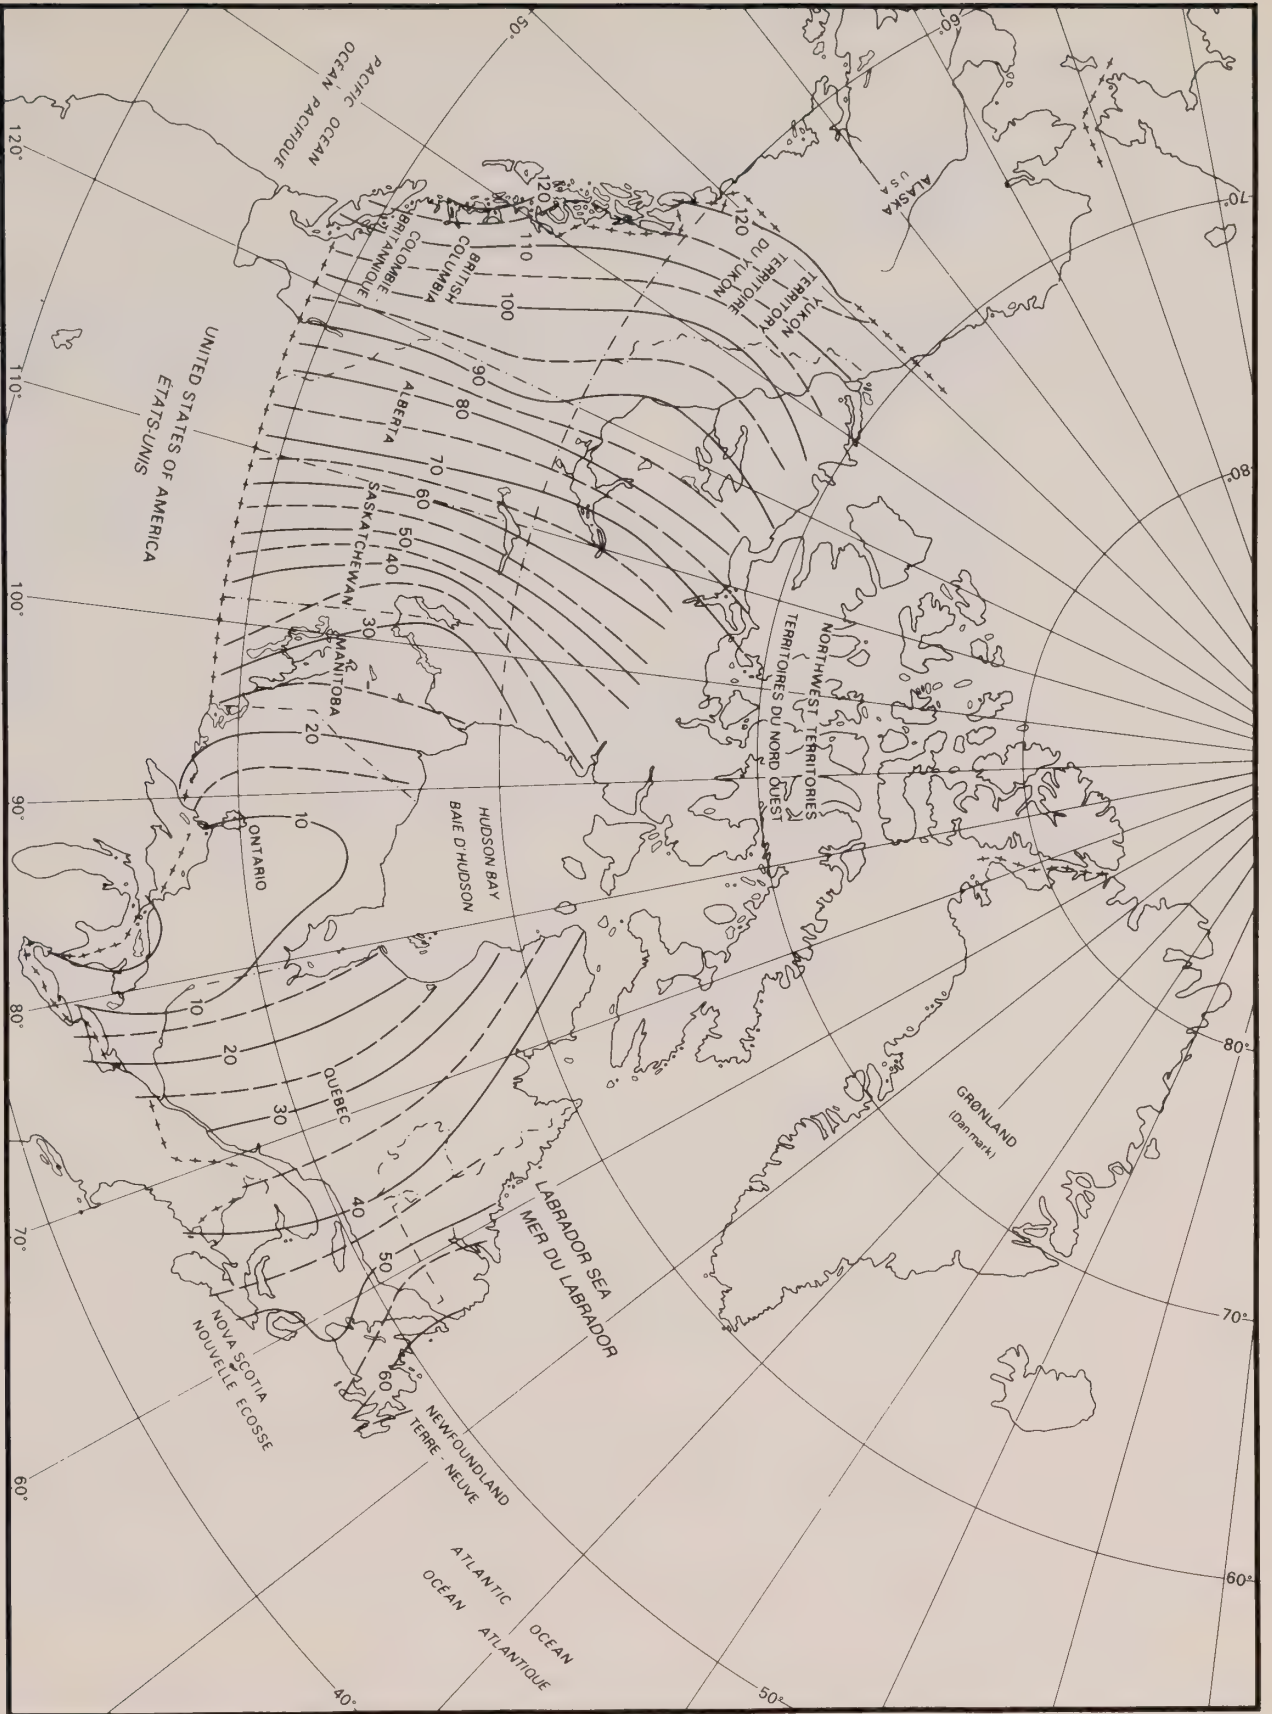 50°
60°
70°
80°
80°
70°
60°
50°
40°
120°
110°
100°
90°
80°
70°
60°
PACIFIC OCEAN
OCÉAN PACIFIQUE
ALASKA
U S A
YUKON
TERRITORY
TERRITOIRE
DU YUKON
BRITISH
COLUMBIA
COLOMBIE
BRITANNIQUE
ALBERTA
SASKATCHEWAN
MANITOBA
ONTARIO
QUÉBEC
UNITED STATES OF AMERICA
ÉTATS-UNIS
NORTHWEST TERRITORIES
TERRITOIRES DU NORD OUEST
HUDSON BAY
BAIE D'HUDSON
GRØNLAND
(Danmark)
LABRADOR SEA
MER DU LABRADOR
NOVA SCOTIA
NOUVELLE ECOSSE
NEWFOUNDLAND
TERRE - NEUVE
ATLANTIC OCEAN
OCÉAN ATLANTIQUE
120
120
110
100
90
80
70
60
50
40
30
20
10
10
20
30
40
50
60